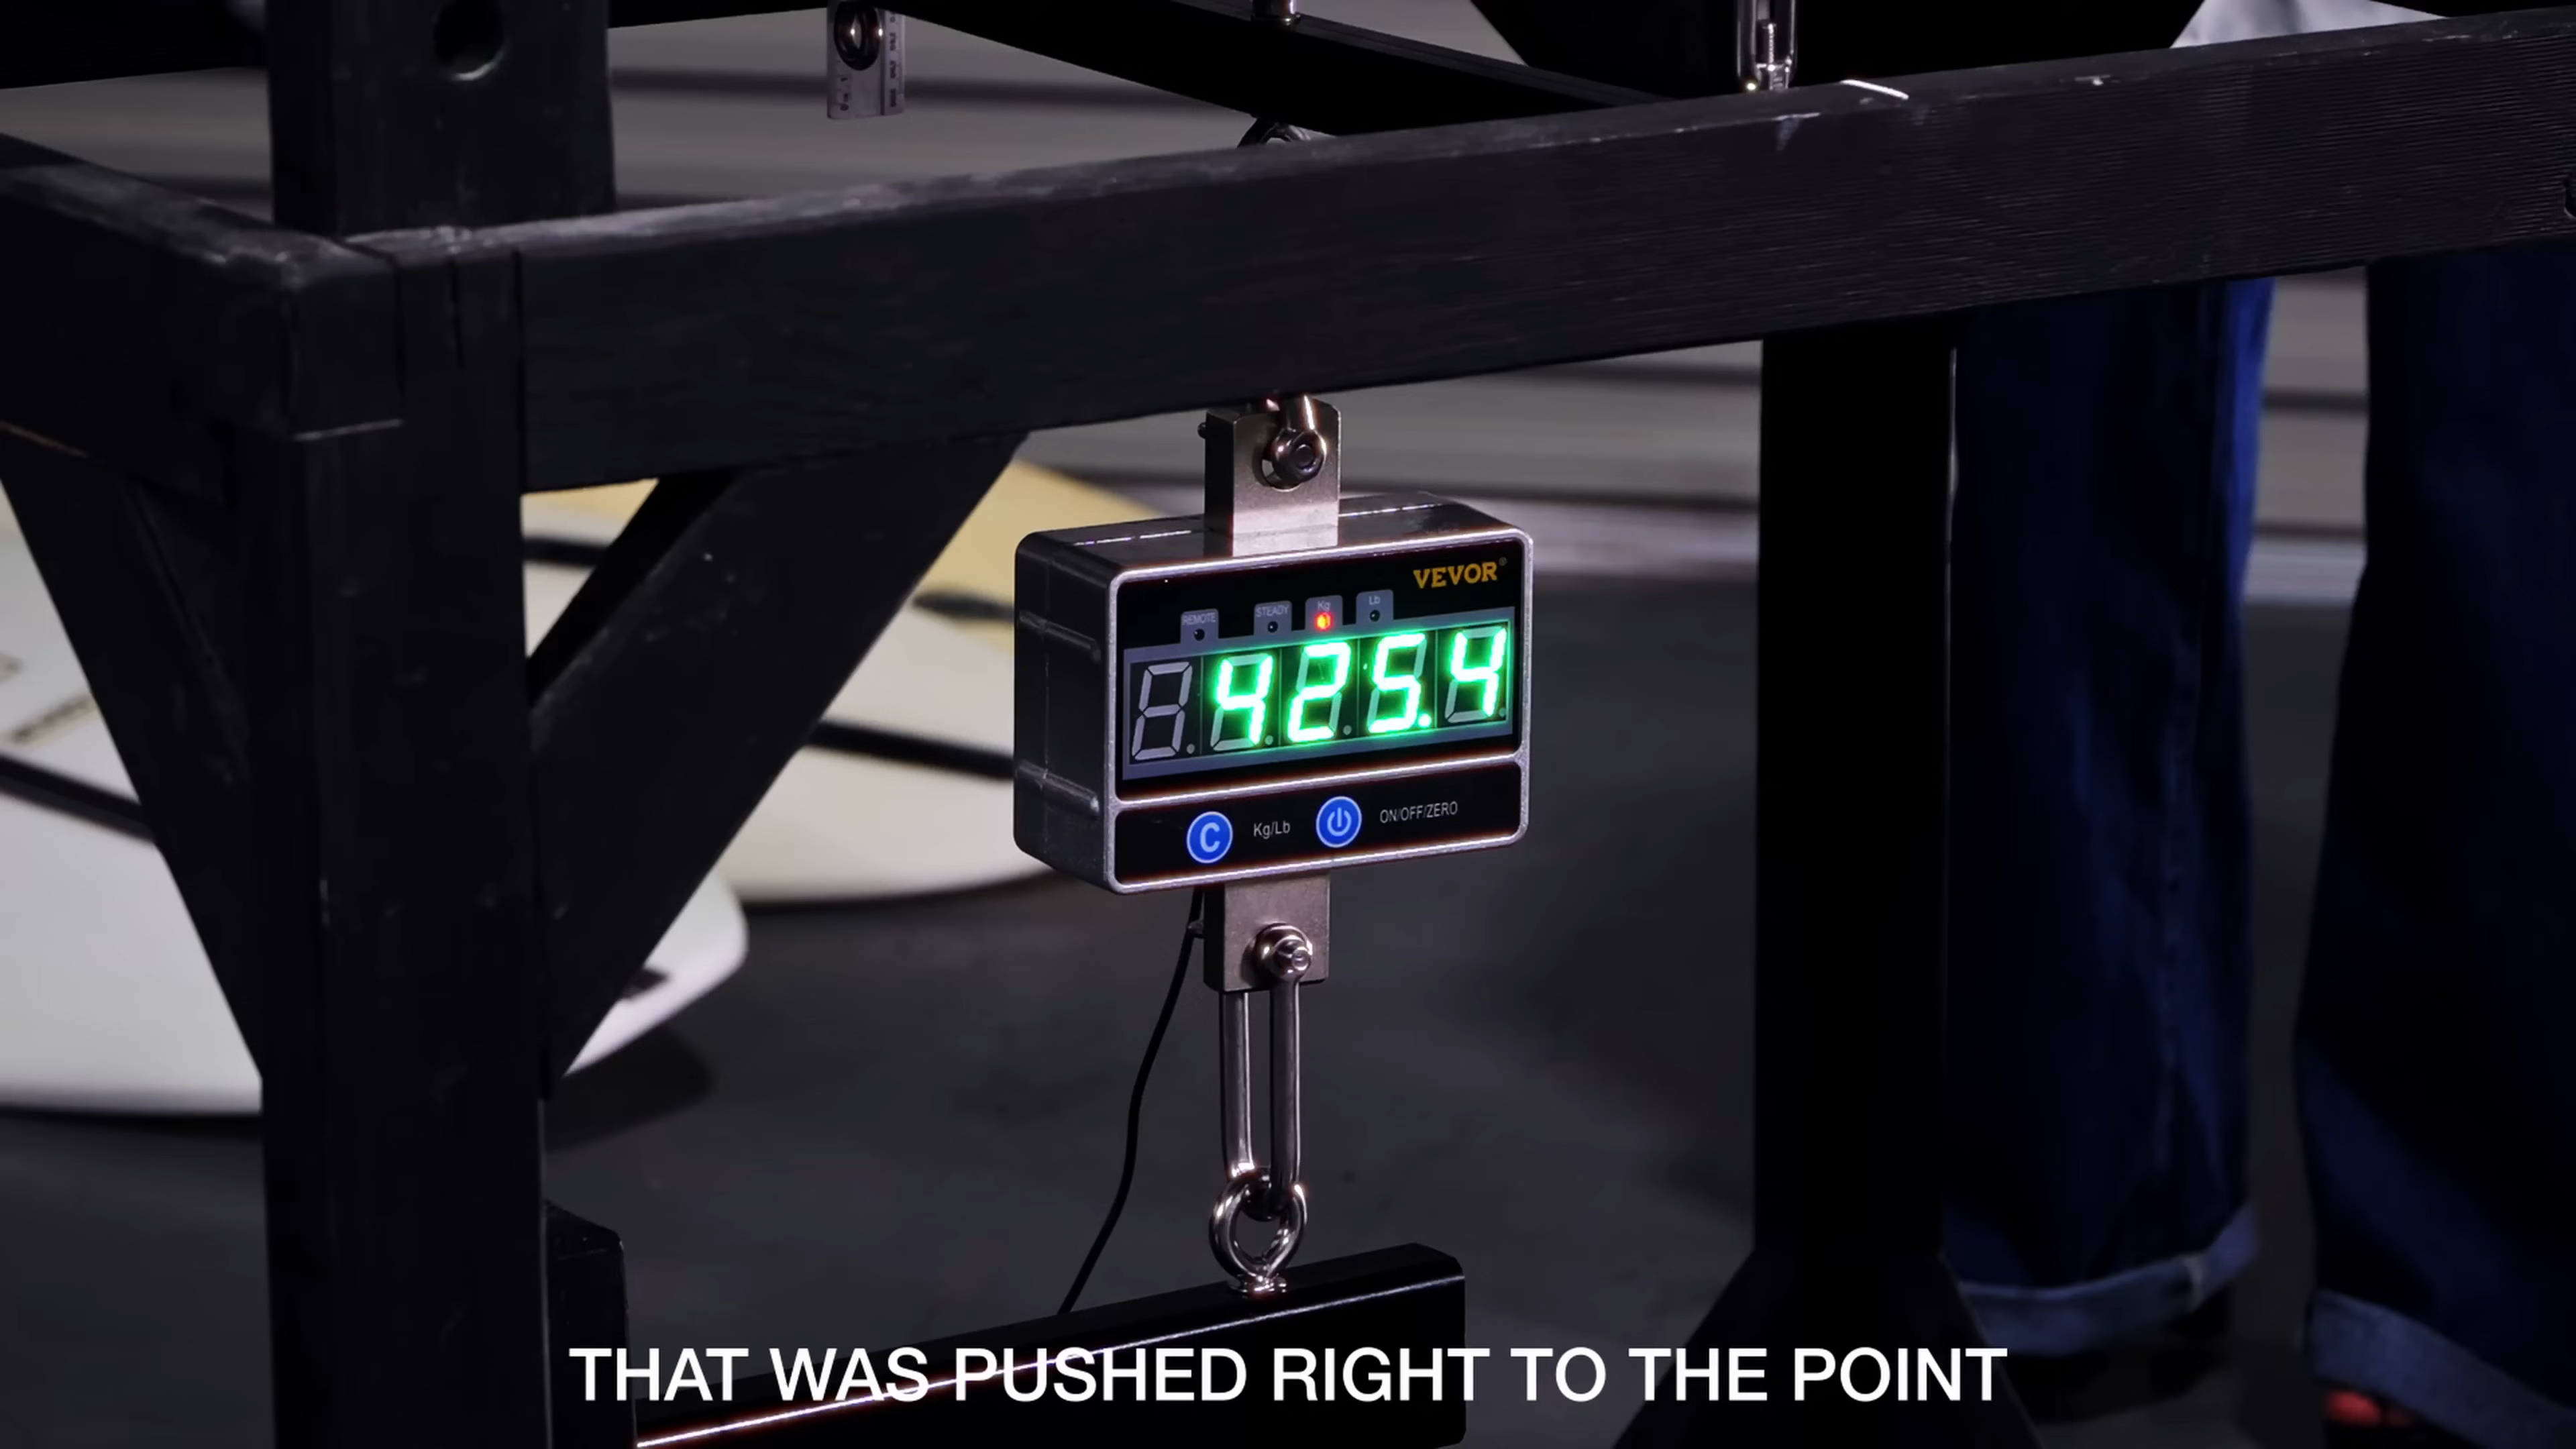 VEVOR®
REMOTE STEADY Kg Lb
425.4
C Kg/Lb ON/OFF/ZERO
THAT WAS PUSHED RIGHT TO THE POINT